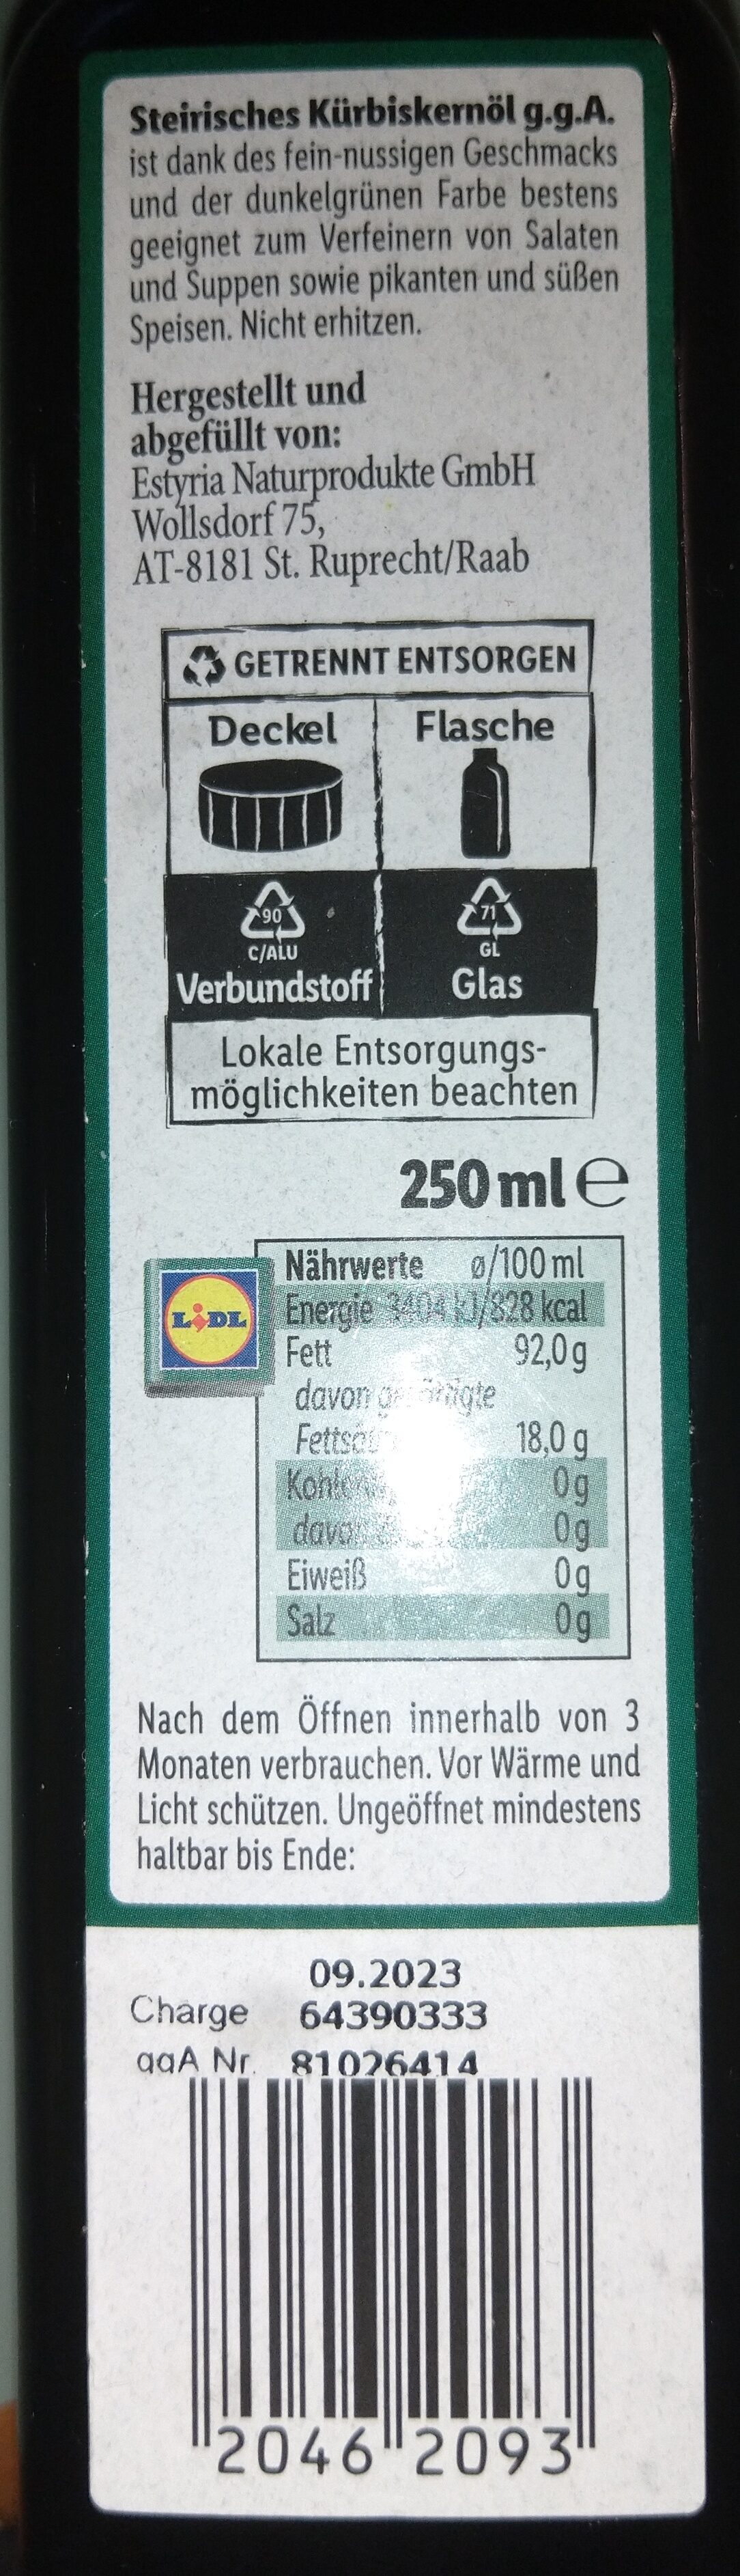 Steirisches Kürbiskernöl g.g.A.
ist dank des fein-nussigen Geschmacks
und der dunkelgrünen Farbe bestens
geeignet zum Verfeinern von Salaten
und Suppen sowie pikanten und süßen
Speisen. Nicht erhitzen.
Hergestellt und
abgefüllt von:
Estyria Naturprodukte GmbH
Wollsdorf 75,
AT-8181 St. Ruprecht/Raab
GETRENNT ENTSORGEN
Deckel Flasche
90 71
C/ALU GL
Verbundstoff Glas
Lokale Entsorgungs-
möglichkeiten beachten
250 ml e
Nährwerte ø/100 ml
LIDL
Energie 3404 kJ/828 kcal
Fett 92,0 g
davon
18,0 g
0 g
0 g
Eiweiß 0 g
Salz 0 g
Nach dem Öffnen innerhalb von 3
Monaten verbrauchen. Vor Wärme und
Licht schützen. Ungeöffnet mindestens
haltbar bis Ende:
09.2023
Charge 64390333
ggA Nr. 81026414
2046 2093